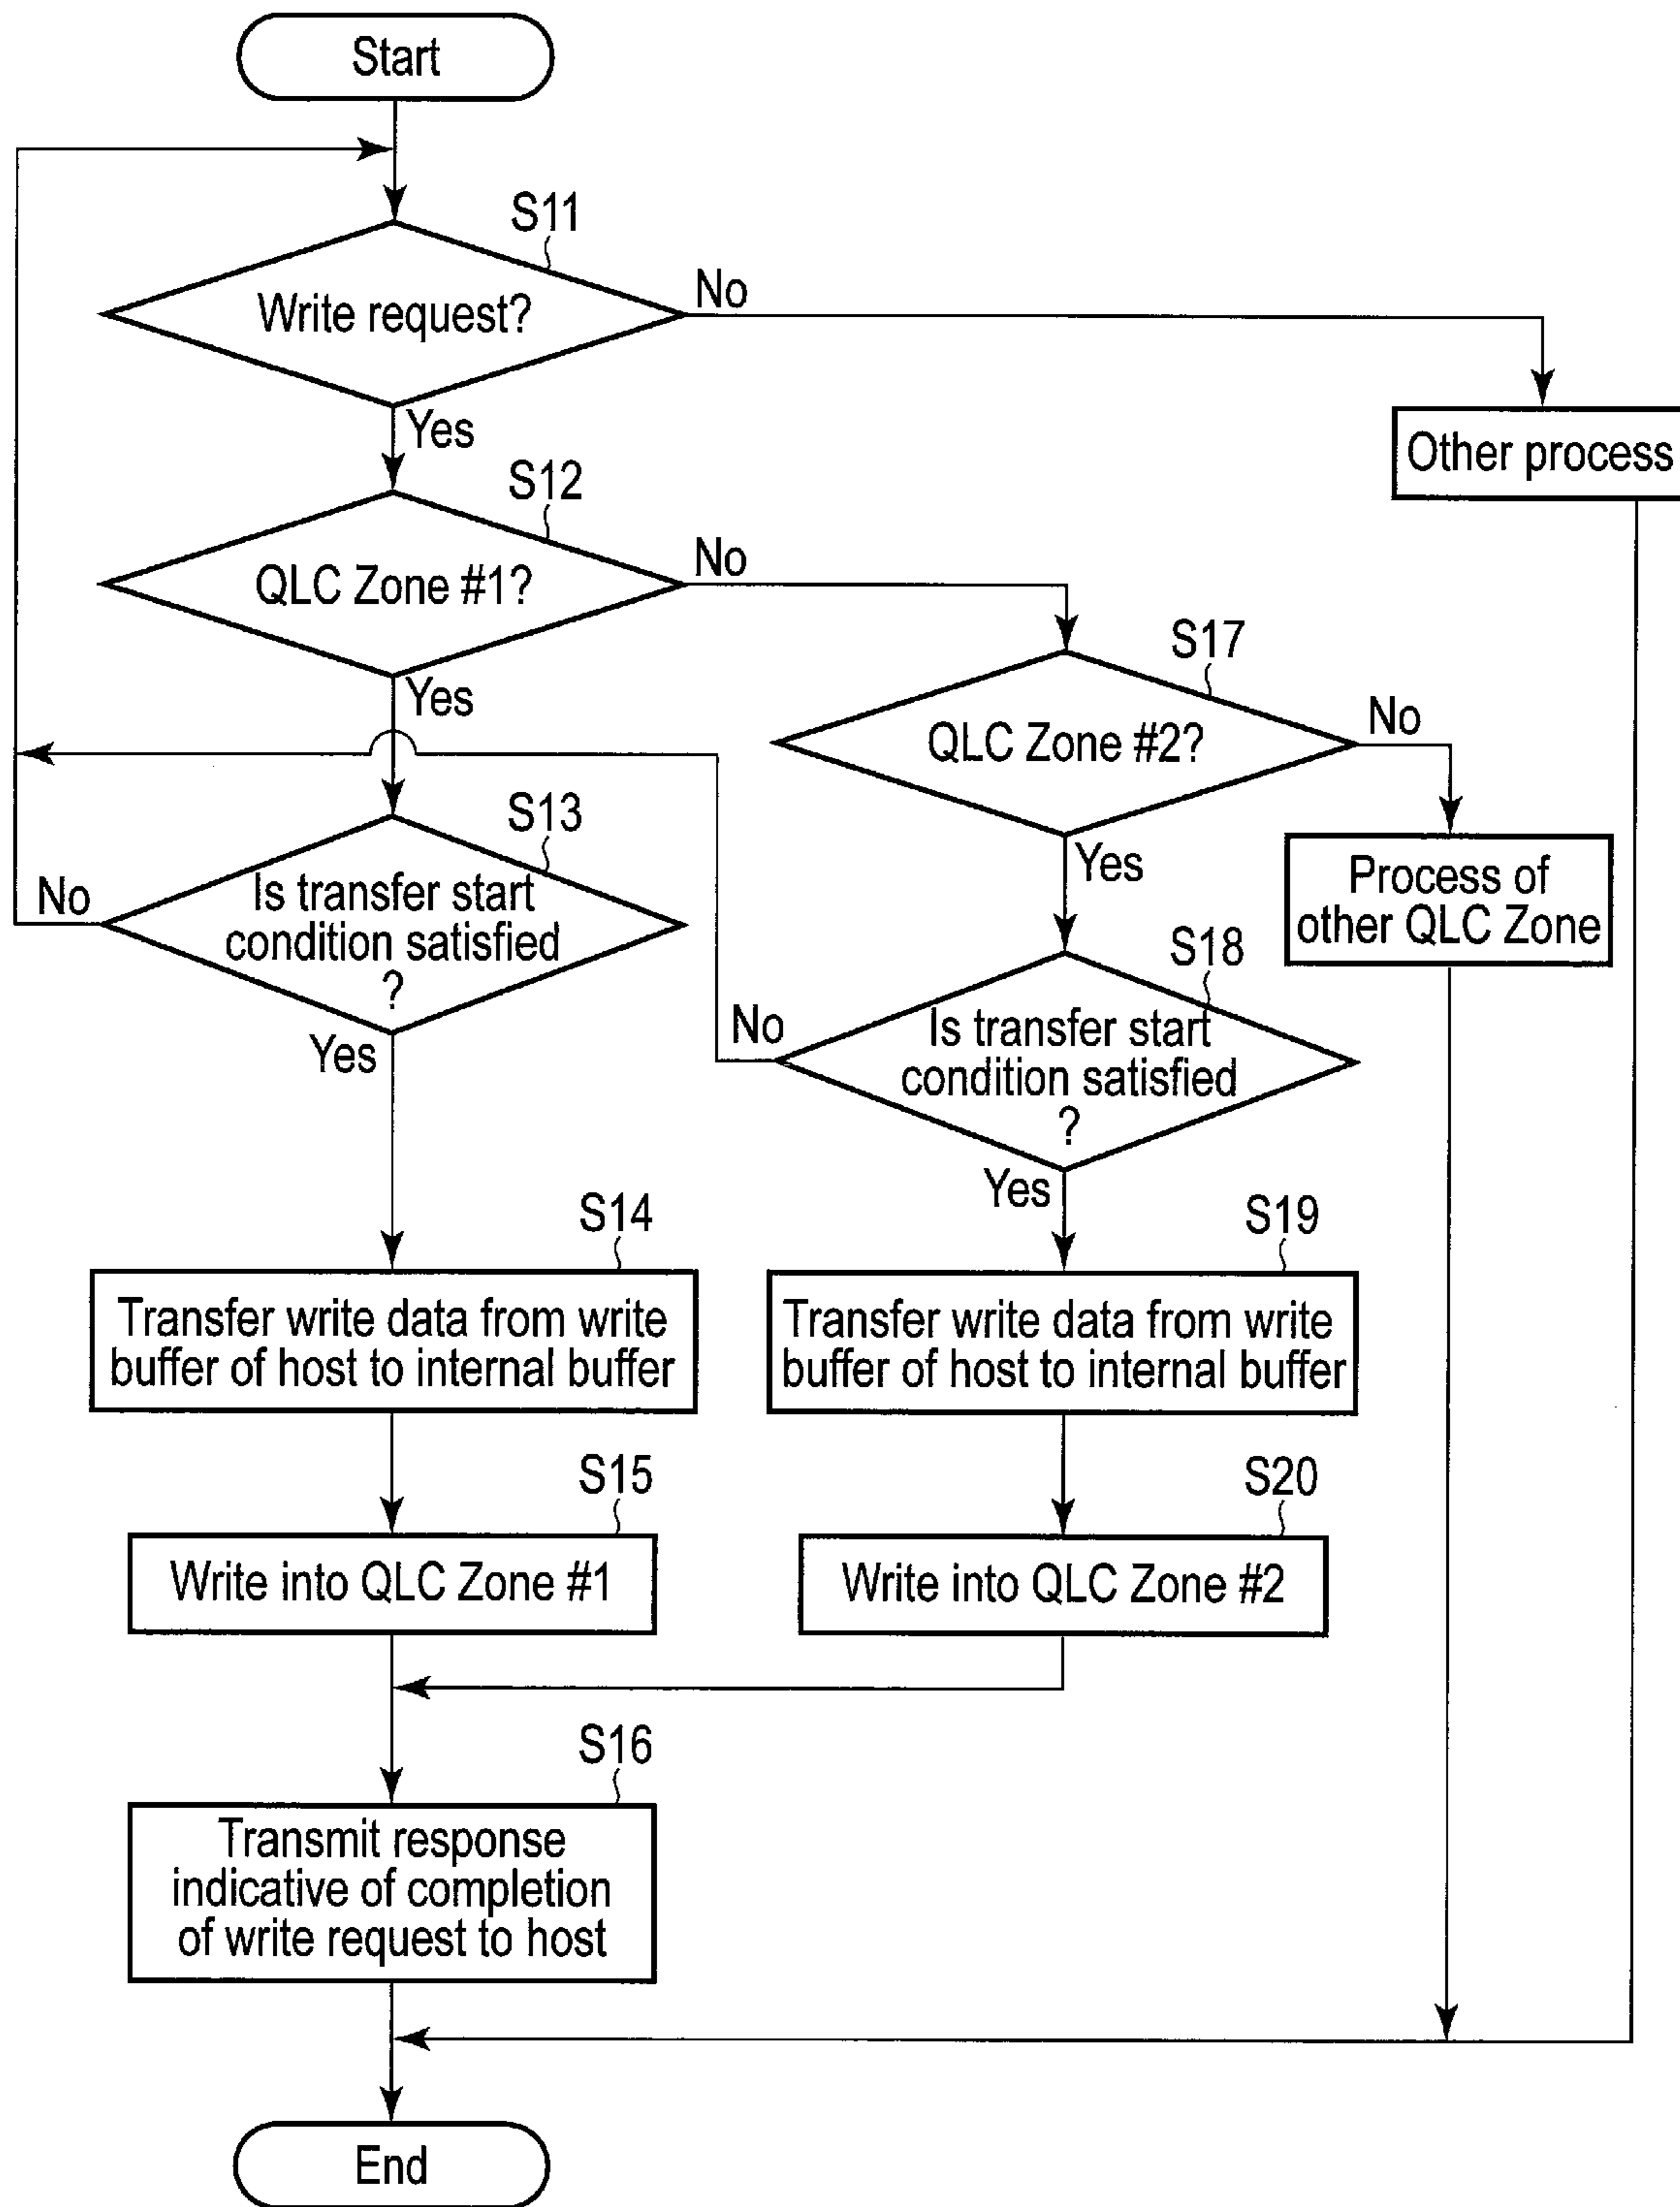 Start
S11
Write request?
No
Yes
Other process
S12
QLC Zone #1?
No
Yes
S17
QLC Zone #2?
No
Yes
Process of
other QLC Zone
S13
Is transfer start
condition satisfied
?
No
Yes
S18
Is transfer start
condition satisfied
?
No
Yes
S14
Transfer write data from write
buffer of host to internal buffer
S19
Transfer write data from write
buffer of host to internal buffer
S15
Write into QLC Zone #1
S20
Write into QLC Zone #2
S16
Transmit response
indicative of completion
of write request to host
End